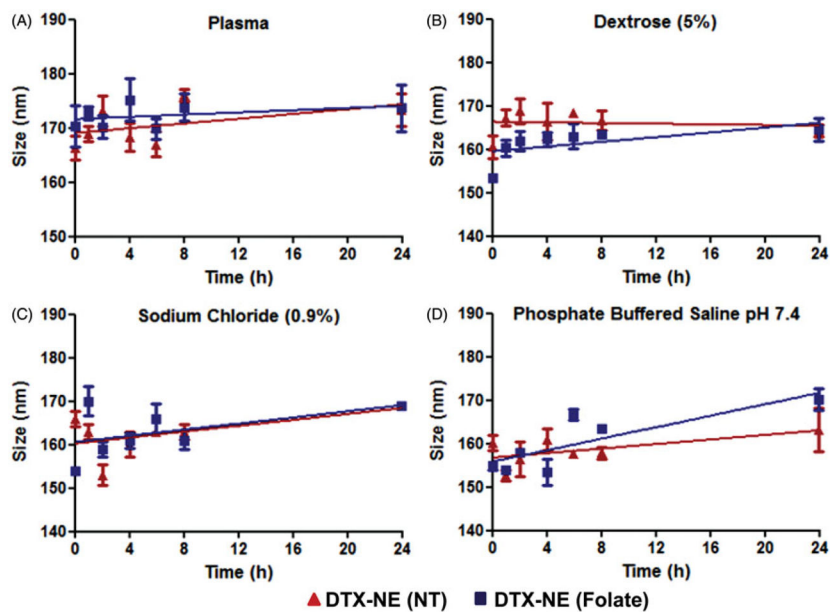 (A)
Plasma
190
180
170
160
150
Size (nm)
0 4 8 12 16 20 24
Time (h)
(B)
Dextrose (5%)
190
180
170
160
150
140
Size (nm)
0 4 8 12 16 20 24
Time (h)
(C)
Sodium Chloride (0.9%)
190
180
170
160
150
140
Size (nm)
0 4 8 12 16 20 24
Time (h)
(D)
Phosphate Buffered Saline pH 7.4
190
180
170
160
150
140
Size (nm)
0 4 8 12 16 20 24
Time (h)
DTX-NE (NT) DTX-NE (Folate)